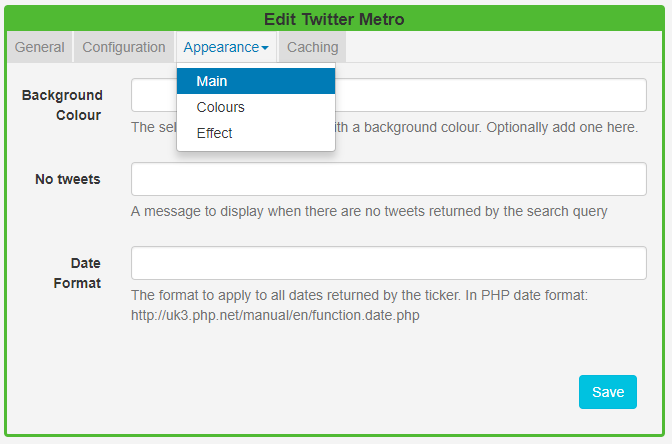 Edit Twitter Metro
General Configuration Appearance Caching
Main
Colours
Effect
Background Colour
The sel ith a background colour. Optionally add one here.
No tweets
A message to display when there are no tweets returned by the search query
Date Format
The format to apply to all dates returned by the ticker. In PHP date format:
http://uk3.php.net/manual/en/function.date.php
Save